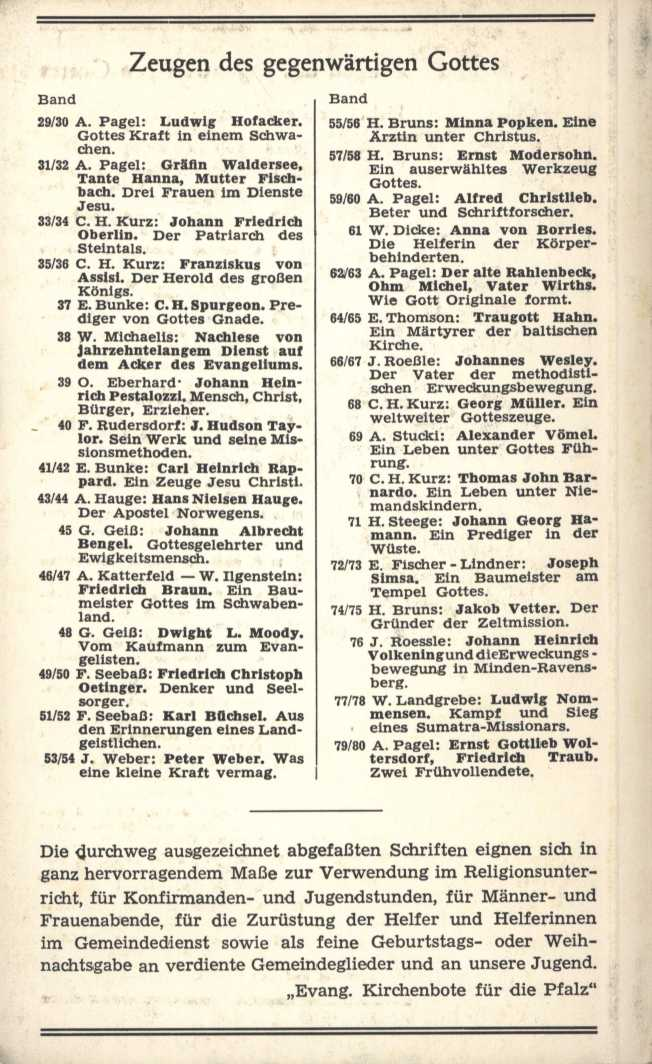 Zeugen des gegenwärtigen Gottes
Band
29/30 A. Pagel: Ludwig Hofacker.
Gottes Kraft in einem Schwa-
chen.
31/32 A. Pagel: Gräfin Waldersee,
Tante Hanna, Mutter Fisch-
bach. Drei Frauen im Dienste
Jesu.
33/34 C. H. Kurz: Johann Friedrich
Oberlin. Der Patriarch des
Steintals.
35/36 C. H. Kurz: Franziskus von
Assisi. Der Herold des großen
Königs.
37 E. Bunke: C. H. Spurgeon. Pre-
diger von Gottes Gnade.
38 W. Michaelis: Nachlese von
jahrzehntelangem Dienst auf
dem Acker des Evangeliums.
39 O. Eberhard· Johann Hein-
rich Pestalozzi. Mensch, Christ,
Bürger, Erzieher.
40 F. Rudersdorf: J. Hudson Tay-
lor. Sein Werk und seine Mis-
sionsmethoden.
41/42 E. Bunke: Carl Heinrich Rap-
pard. Ein Zeuge Jesu Christi.
43/44 A. Hauge: Hans Nielsen Hauge.
Der Apostel Norwegens.
45 G. Geiß: Johann Albrecht
Bengel. Gottesgelehrter und
Ewigkeitsmensch.
46/47 A. Katterfeld — W. Ilgenstein:
Friedrich Braun. Ein Bau-
meister Gottes im Schwaben-
land.
48 G. Geiß: Dwight L. Moody.
Vom Kaufmann zum Evan-
gelisten.
49/50 F. Seebaß: Friedrich Christoph
Oetinger. Denker und Seel-
sorger.
51/52 F. Seebaß: Karl Büchsel. Aus
den Erinnerungen eines Land-
geistlichen.
53/54 J. Weber: Peter Weber. Was
eine kleine Kraft vermag.
Band
55/56 H. Bruns: Minna Popken. Eine
Ärztin unter Christus.
57/58 H. Bruns: Ernst Modersohn.
Ein auserwähltes Werkzeug
Gottes.
59/60 A. Pagel: Alfred Christlieb.
Beter und Schriftforscher.
61 W. Dicke: Anna von Borries.
Die Helferin der Körper-
behinderten.
62/63 A. Pagel: Der alte Rahlenbeck,
Ohm Michel, Vater Wirths.
Wie Gott Originale formt.
64/65 E. Thomson: Traugott Hahn.
Ein Märtyrer der baltischen
Kirche.
66/67 J. Roeßle: Johannes Wesley.
Der Vater der methodisti-
schen Erweckungsbewegung.
68 C. H. Kurz: Georg Müller. Ein
weltweiter Gotteszeuge.
69 A. Stucki: Alexander Vömel.
Ein Leben unter Gottes Füh-
rung.
70 C. H. Kurz: Thomas John Bar-
nardo. Ein Leben unter Nie-
mandskindern.
71 H. Steege: Johann Georg Ha-
mann. Ein Prediger in der
Wüste.
72/73 E. Fischer - Lindner: Joseph
Simsa. Ein Baumeister am
Tempel Gottes.
74/75 H. Bruns: Jakob Vetter. Der
Gründer der Zeltmission.
76 J. Roessle: Johann Heinrich
Volkening und die Erweckungs-
bewegung in Minden-Ravens-
berg.
77/78 W. Landgrebe: Ludwig Nom-
mensen. Kampf und Sieg
eines Sumatra-Missionars.
79/80 A. Pagel: Ernst Gottlieb Wol-
tersdorf, Friedrich Traub.
Zwei Frühvollendete.
Die durchweg ausgezeichnet abgefaßten Schriften eignen sich in
ganz hervorragendem Maße zur Verwendung im Religionsunter-
richt, für Konfirmanden- und Jugendstunden, für Männer- und
Frauenabende, für die Zurüstung der Helfer und Helferinnen
im Gemeindedienst sowie als feine Geburtstags- oder Weih-
nachtsgabe an verdiente Gemeindeglieder und an unsere Jugend.
„Evang. Kirchenbote für die Pfalz“